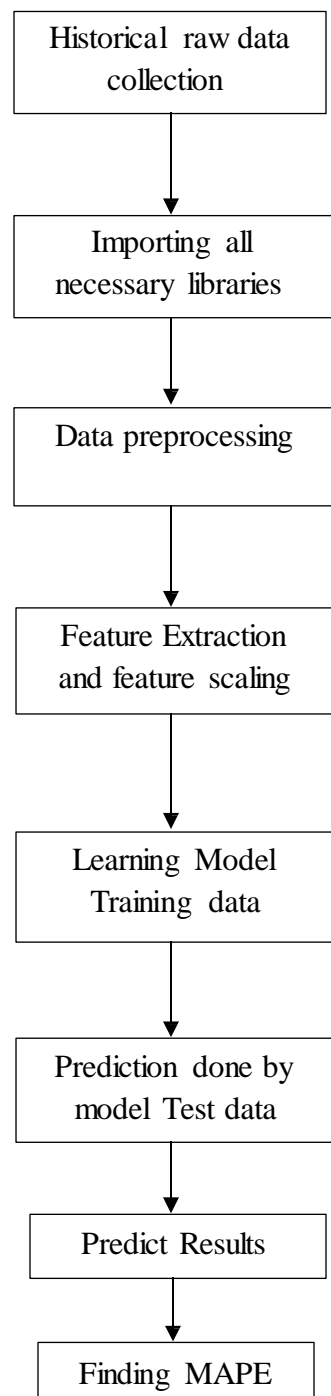 Historical raw data
collection
Importing all
necessary libraries
Data preprocessing
Feature Extraction
and feature scaling
Learning Model
Training data
Prediction done by
model Test data
Predict Results
Finding MAPE